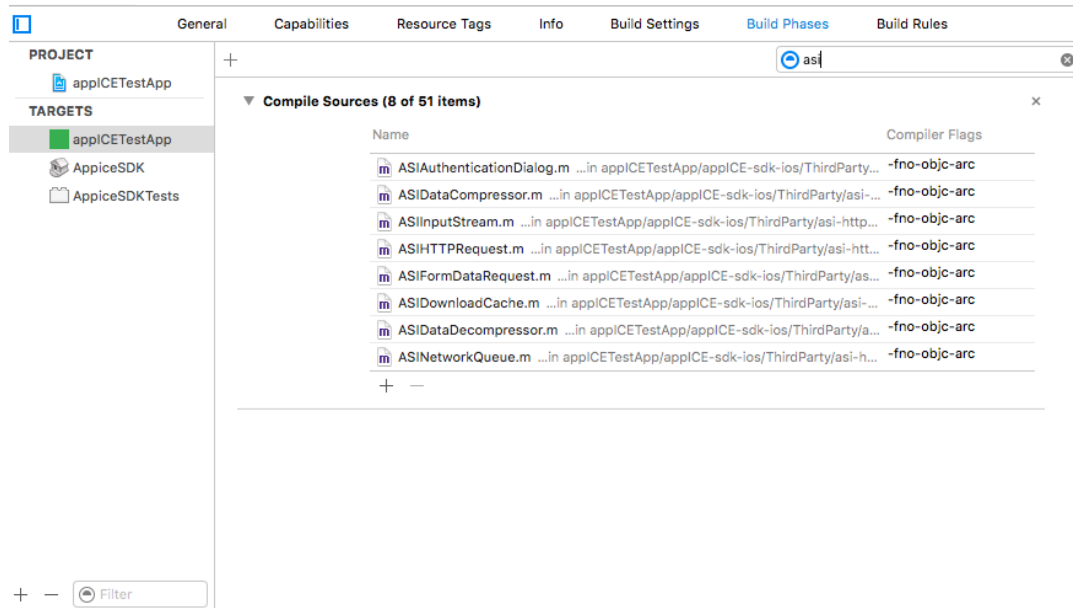 General Capabilities Resource Tags Info Build Settings Build Phases Build Rules
PROJECT
appICETestApp
TARGETS
appICETestApp
AppiceSDK
AppiceSDKTests
Filter
asi
Compile Sources (8 of 51 items)
Name Compiler Flags
ASIAuthenticationDialog.m ...in appICETestApp/appICE-sdk-ios/ThirdParty... -fno-objc-arc
ASIDataCompressor.m ...in appICETestApp/appICE-sdk-ios/ThirdParty/asi-... -fno-objc-arc
ASIInputStream.m ...in appICETestApp/appICE-sdk-ios/ThirdParty/asi-http... -fno-objc-arc
ASIHTTPRequest.m ...in appICETestApp/appICE-sdk-ios/ThirdParty/asi-htt... -fno-objc-arc
ASIFormDataRequest.m ...in appICETestApp/appICE-sdk-ios/ThirdParty/as... -fno-objc-arc
ASIDownloadCache.m ...in appICETestApp/appICE-sdk-ios/ThirdParty/asi-... -fno-objc-arc
ASIDataDecompressor.m ...in appICETestApp/appICE-sdk-ios/ThirdParty/a... -fno-objc-arc
ASINetworkQueue.m ...in appICETestApp/appICE-sdk-ios/ThirdParty/asi-h... -fno-objc-arc